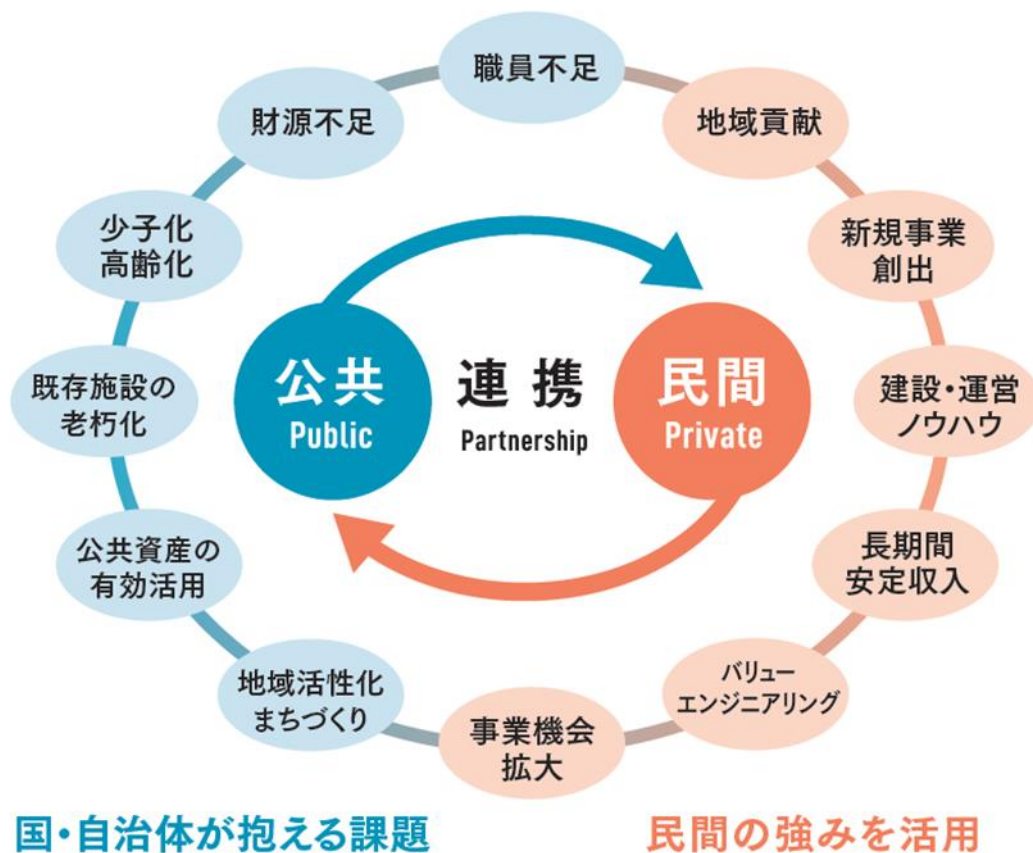 職員不足
財源不足
地域貢献
少子化
高齢化
新規事業
創出
既存施設の
老朽化
公共
Public
連携
Partnership
民間
Private
建設・運営
ノウハウ
公共資産の
有効活用
長期間
安定収入
地域活性化
まちづくり
バリュー
エンジニアリング
事業機会
拡大
国・自治体が抱える課題
民間の強みを活用